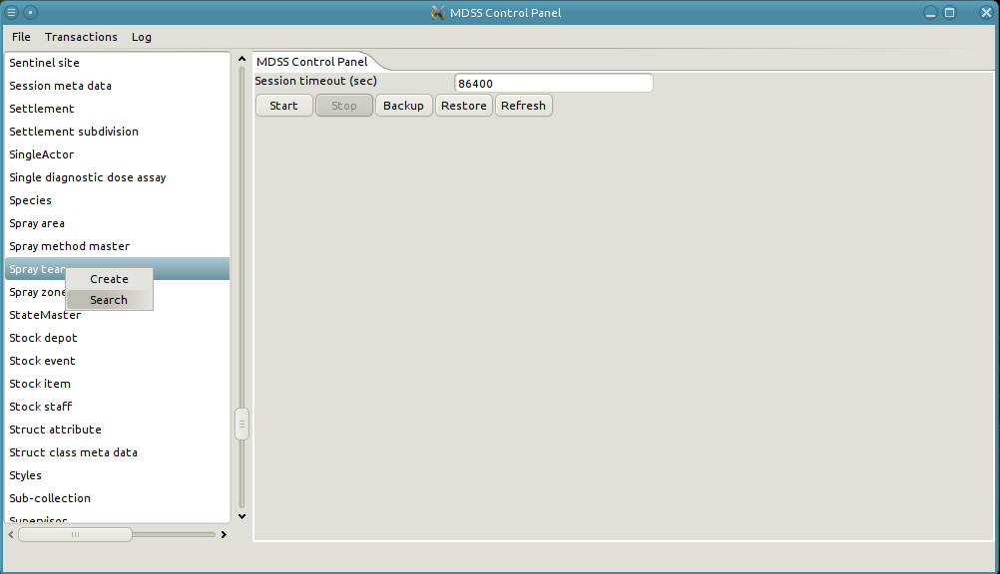 MDSS Control Panel
File Transactions Log
Sentinel site
Session meta data
Settlement
Settlement subdivision
SingleActor
Single diagnostic dose assay
Species
Spray area
Spray method master
Spray
Create
Spray zone
Search
StateMaster
Stock depot
Stock event
Stock item
Stock staff
Struct attribute
Struct class meta data
Styles
Sub-collection
Supervisor
MDSS Control Panel
Session timeout (sec) 86400
Start Stop Backup Restore Refresh